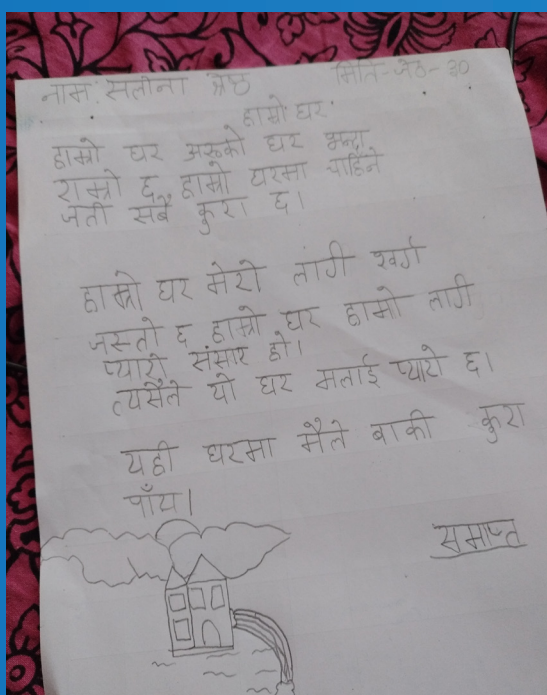 नाम: सलीना श्रेष्ठ मिति-जेठ-३०
हाम्रो घर
हाम्रो घर अरुको घर भन्दा
राम्रो छ हाम्रो घरमा चाहिने
जती सबै कुरा छ।
हाम्रो घर मेरो लागी स्वर्ग
जस्तो छ हाम्रो घर हाम्रो लागी
प्यारो संसार हो।
त्यसैले यो घर मलाई प्यारो छ।
यही घरमा मैले बाकी कुरा
पाँय।
समाप्त